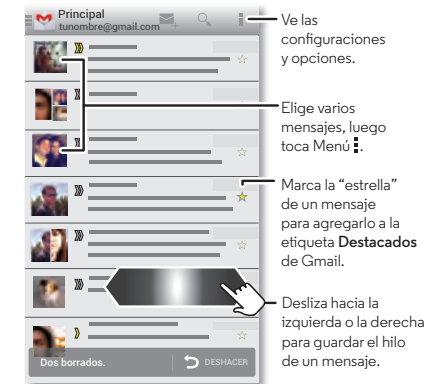 Principal
tunombre@gmail.com
Ve las
configuraciones
y opciones.
Elige varios
mensajes, luego
toca Menú .
Marca la “estrella”
de un mensaje
para agregarlo a la
etiqueta Destacados
de Gmail.
Desliza hacia la
izquierda o la derecha
para guardar el hilo
de un mensaje.
Dos borrados.
DESHACER